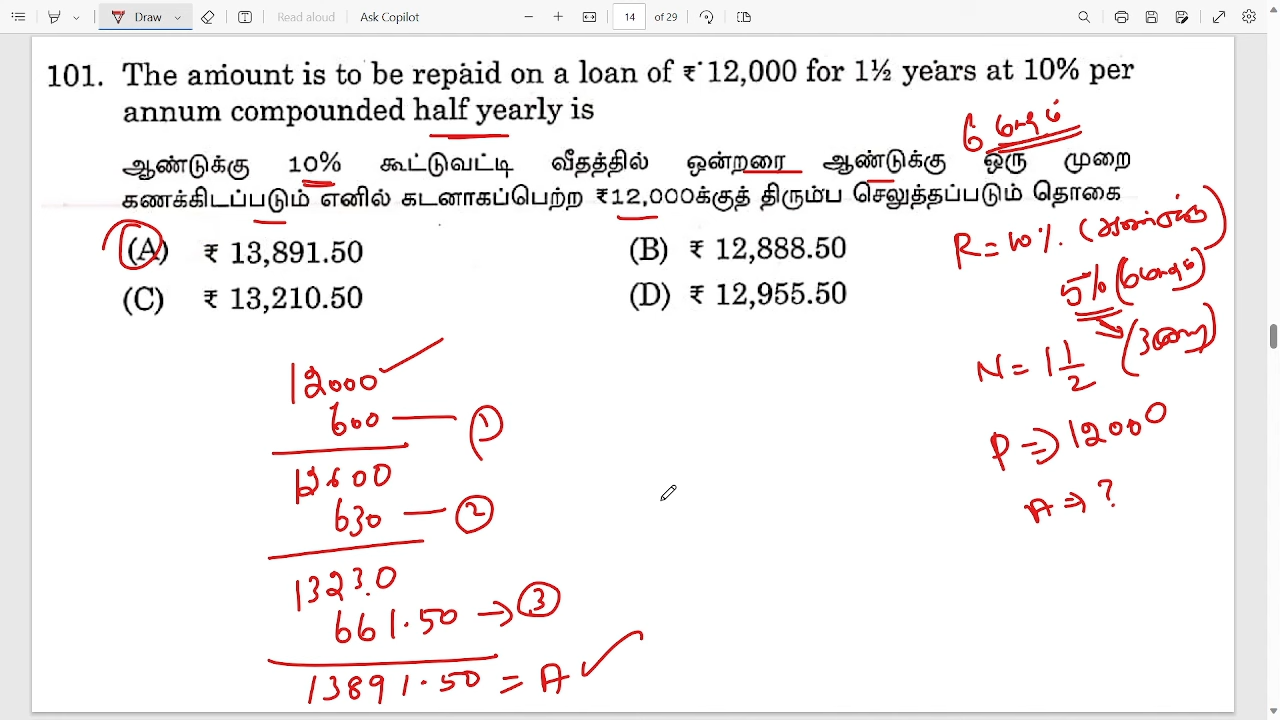 Draw
Read aloud
Ask Copilot
14
of 29
101. The amount is to be repaid on a loan of ₹ 12,000 for 1½ years at 10% per
annum compounded half yearly is
ஆண்டுக்கு 10% கூட்டுவட்டி வீதத்தில் ஒன்றரை ஆண்டுக்கு ஒரு முறை
கணக்கிடப்படும் எனில் கடனாகப்பெற்ற ₹12,000க்குத் திரும்ப செலுத்தப்படும் தொகை
(A) ₹ 13,891.50
(B) ₹ 12,888.50
(C) ₹ 13,210.50
(D) ₹ 12,955.50
6 மாதம்
R = 10%.
5%
N = 1 1/2
P ⇒ 12000
A ⇒ ?
12000
600 — 1
12600
630 — 2
13230
661.50 → 3
13891.50 = A ✓